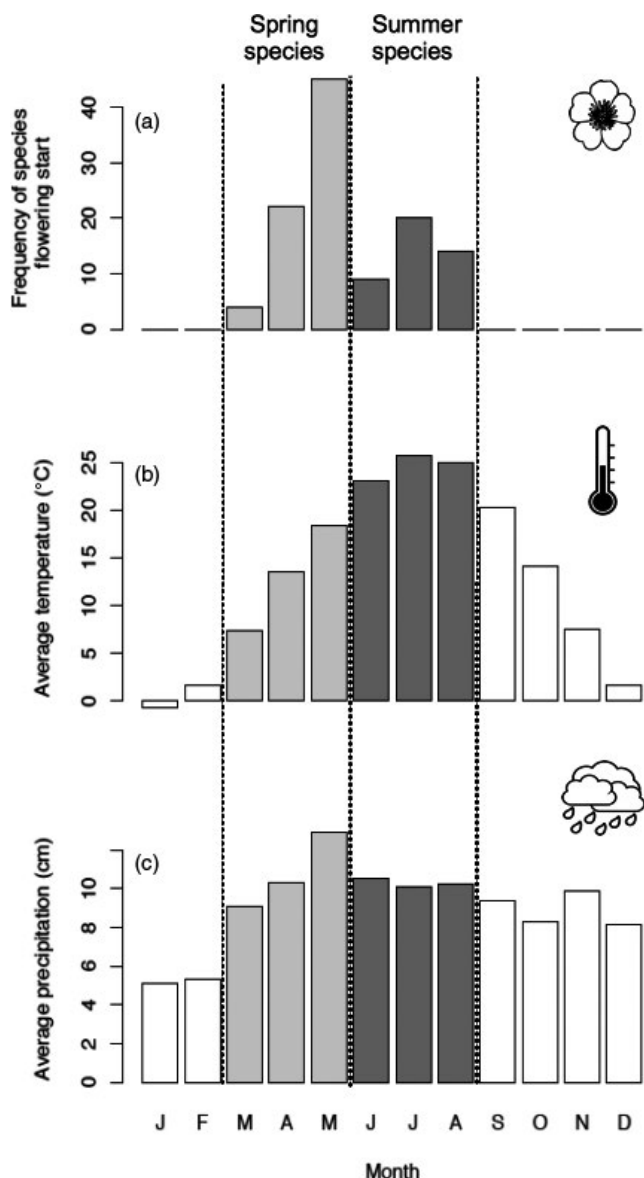 Spring
species
Summer
species
(a)
Frequency of species
flowering start
0 10 20 30 40
(b)
Average temperature (°C)
0 5 10 15 20 25
(c)
Average precipitation (cm)
0 2 4 6 8 10
J F M A M J J A S O N D
Month